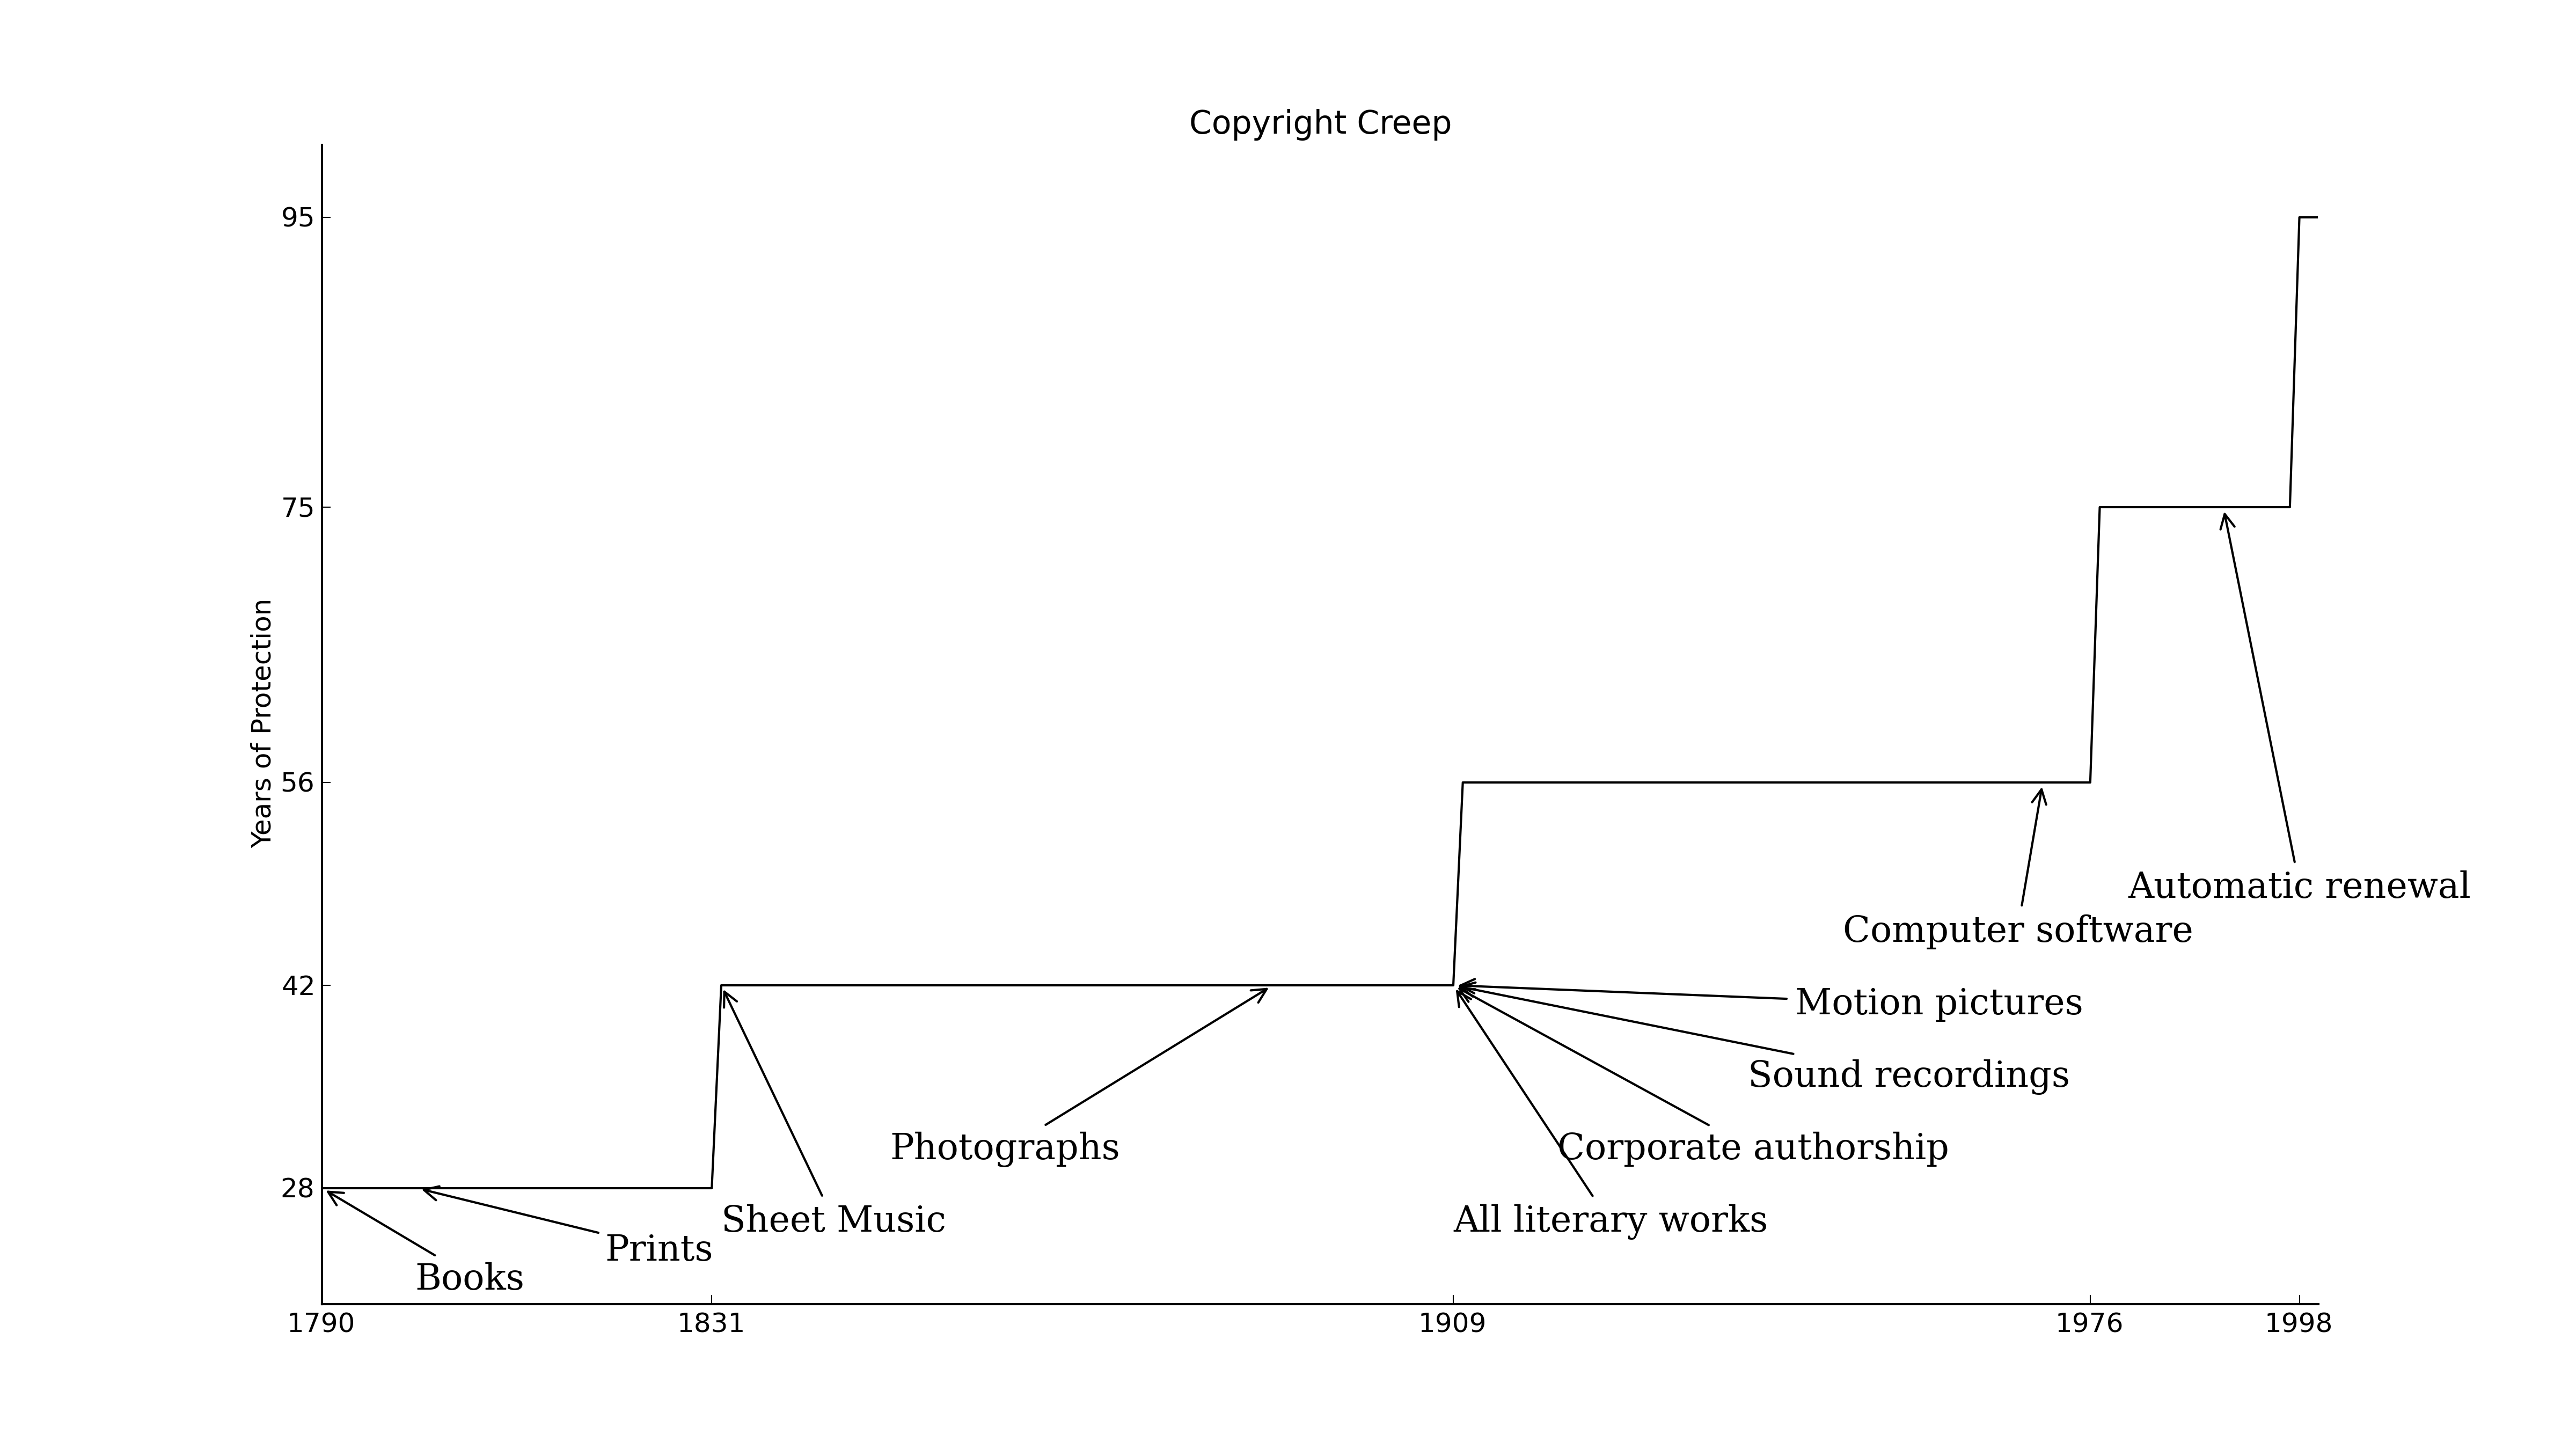 Copyright Creep
Years of Protection
95
75
56
42
28
Automatic renewal
Computer software
Motion pictures
Sound recordings
Photographs
Corporate authorship
Sheet Music
All literary works
Prints
Books
1790
1831
1909
1976
1998